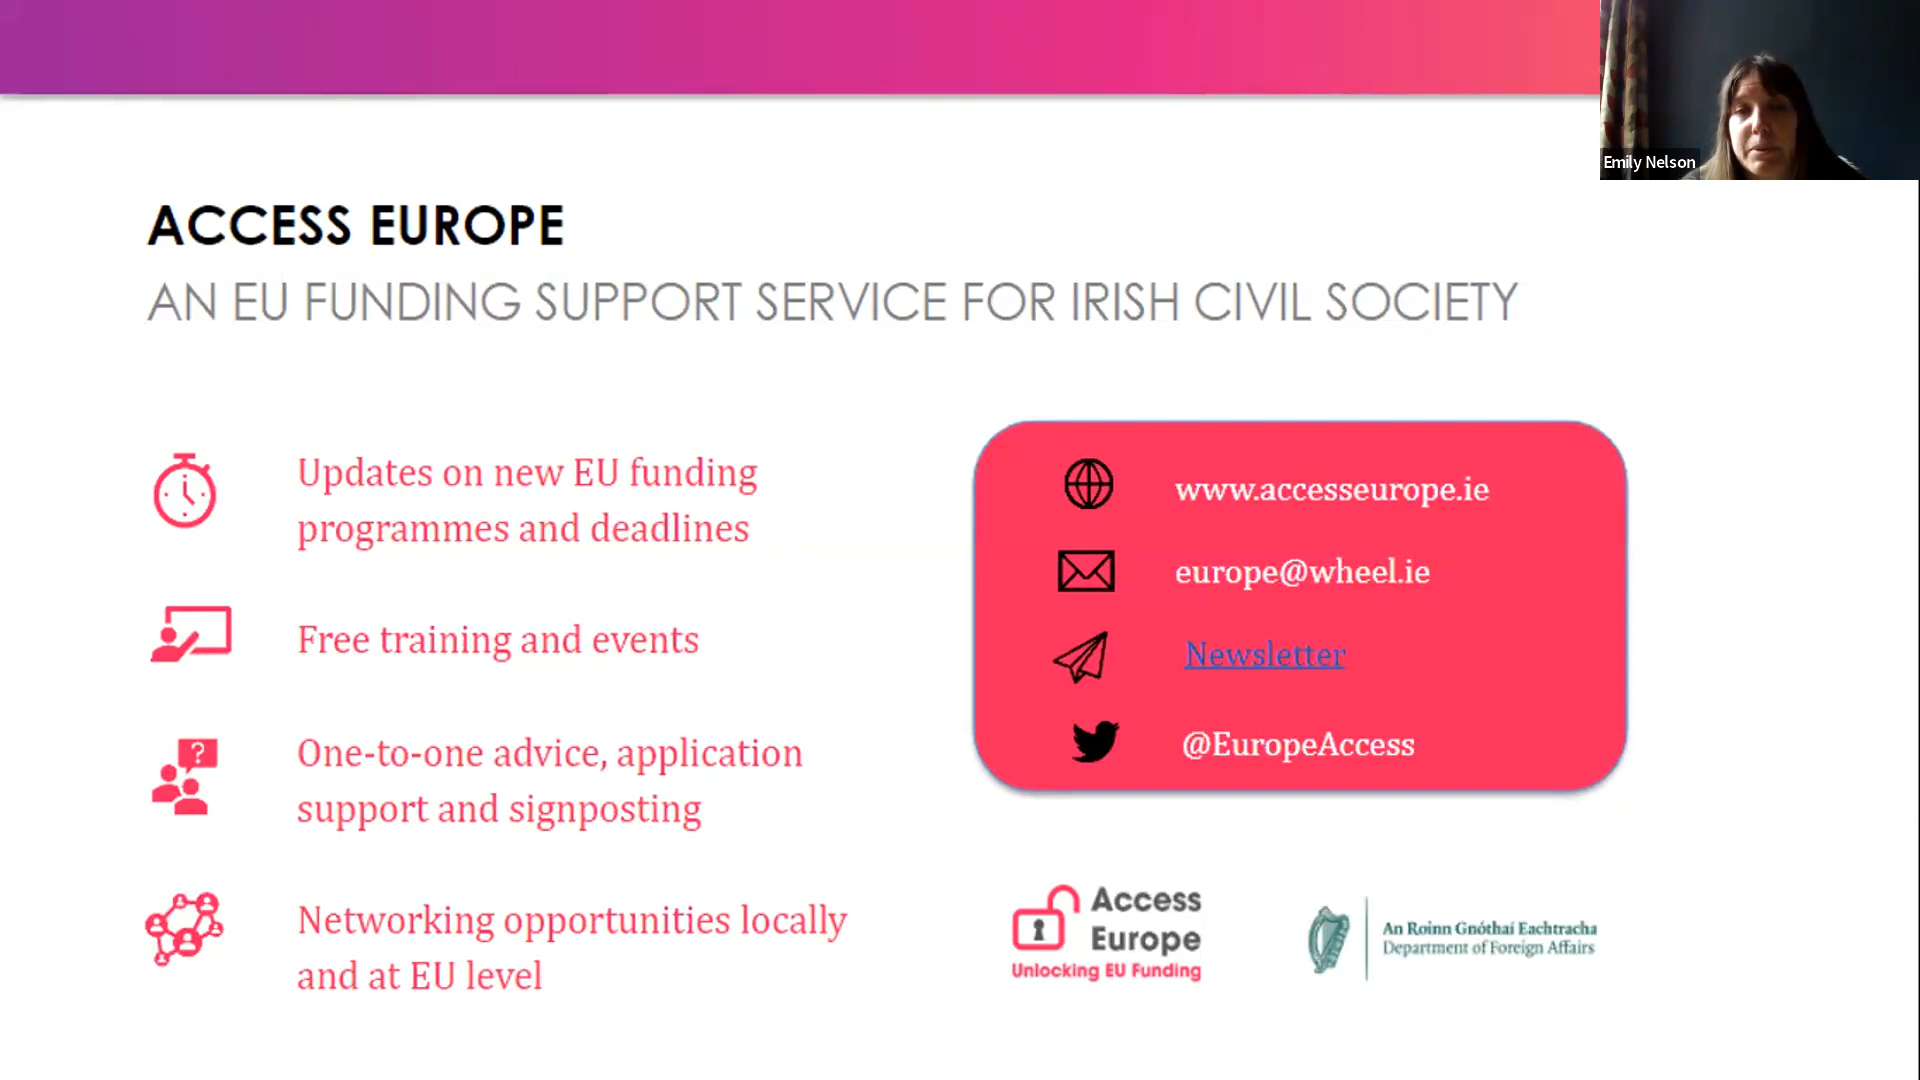 Emily Nelson
ACCESS EUROPE
AN EU FUNDING SUPPORT SERVICE FOR IRISH CIVIL SOCIETY
Updates on new EU funding
programmes and deadlines
Free training and events
?
One-to-one advice, application
support and signposting
Networking opportunities locally
and at EU level
www.accesseurope.ie
europe@wheel.ie
Newsletter
@EuropeAccess
Access
Europe
Unlocking EU Funding
An Roinn Gnóthaí Eachtracha
Department of Foreign Affairs